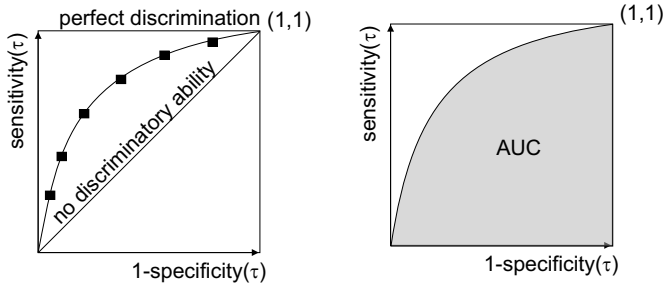 perfect discrimination (1,1)
sensitivity(τ)
no discriminatory ability
1-specificity(τ)
(1,1)
sensitivity(τ)
AUC
1-specificity(τ)